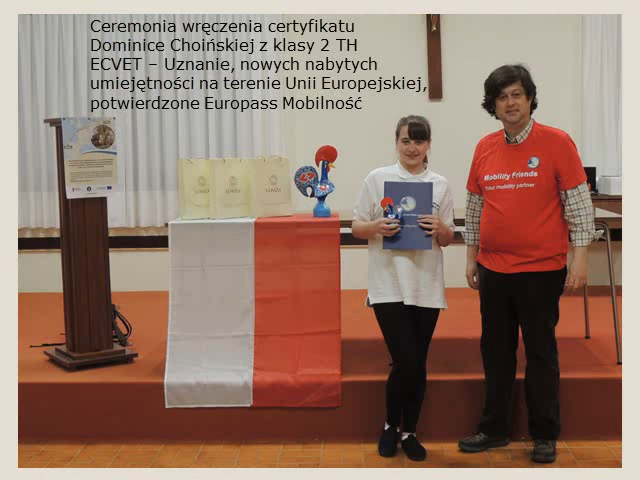 Ceremonia wręczenia certyfikatu
Dominice Choińskiej z klasy 2 TH
ECVET – Uznanie, nowych nabytych
umiejętności na terenie Unii Europejskiej,
potwierdzone Europass Mobilność
Mobility Friends
Your mobility partner